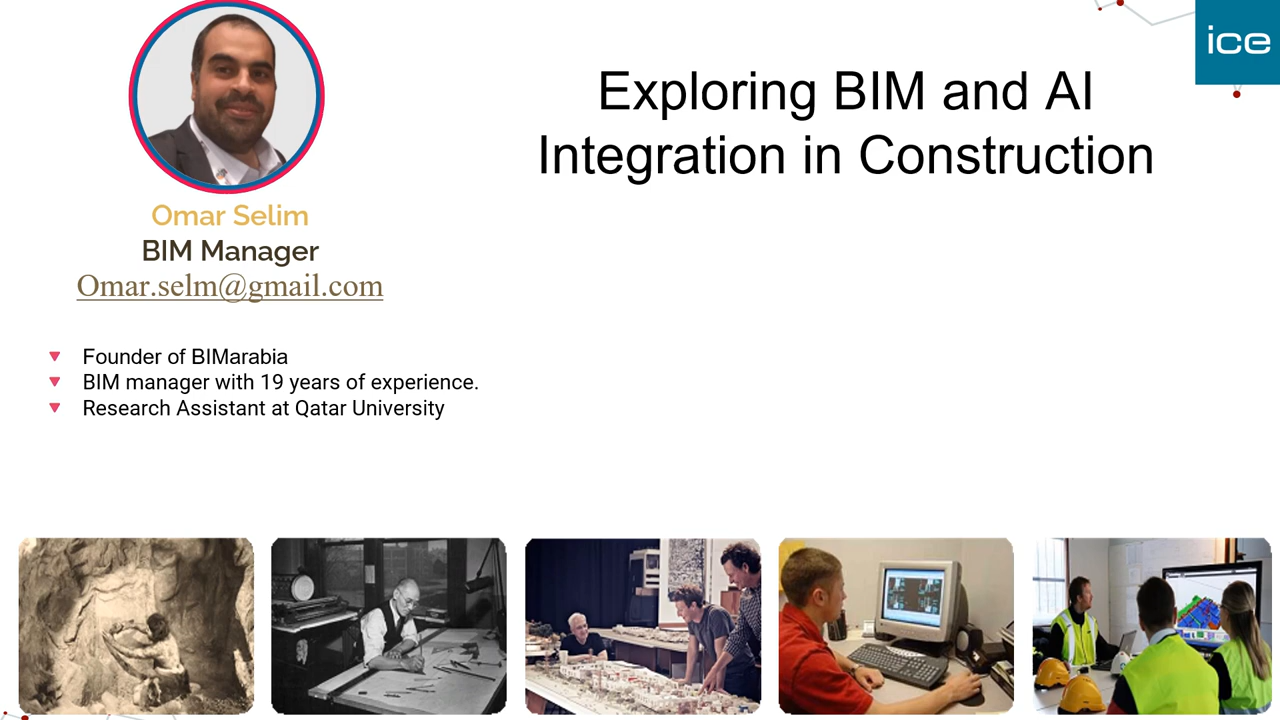 ice
Exploring BIM and AI
Integration in Construction
Omar Selim
BIM Manager
Omar.selm@gmail.com
Founder of BIMarabia
BIM manager with 19 years of experience.
Research Assistant at Qatar University